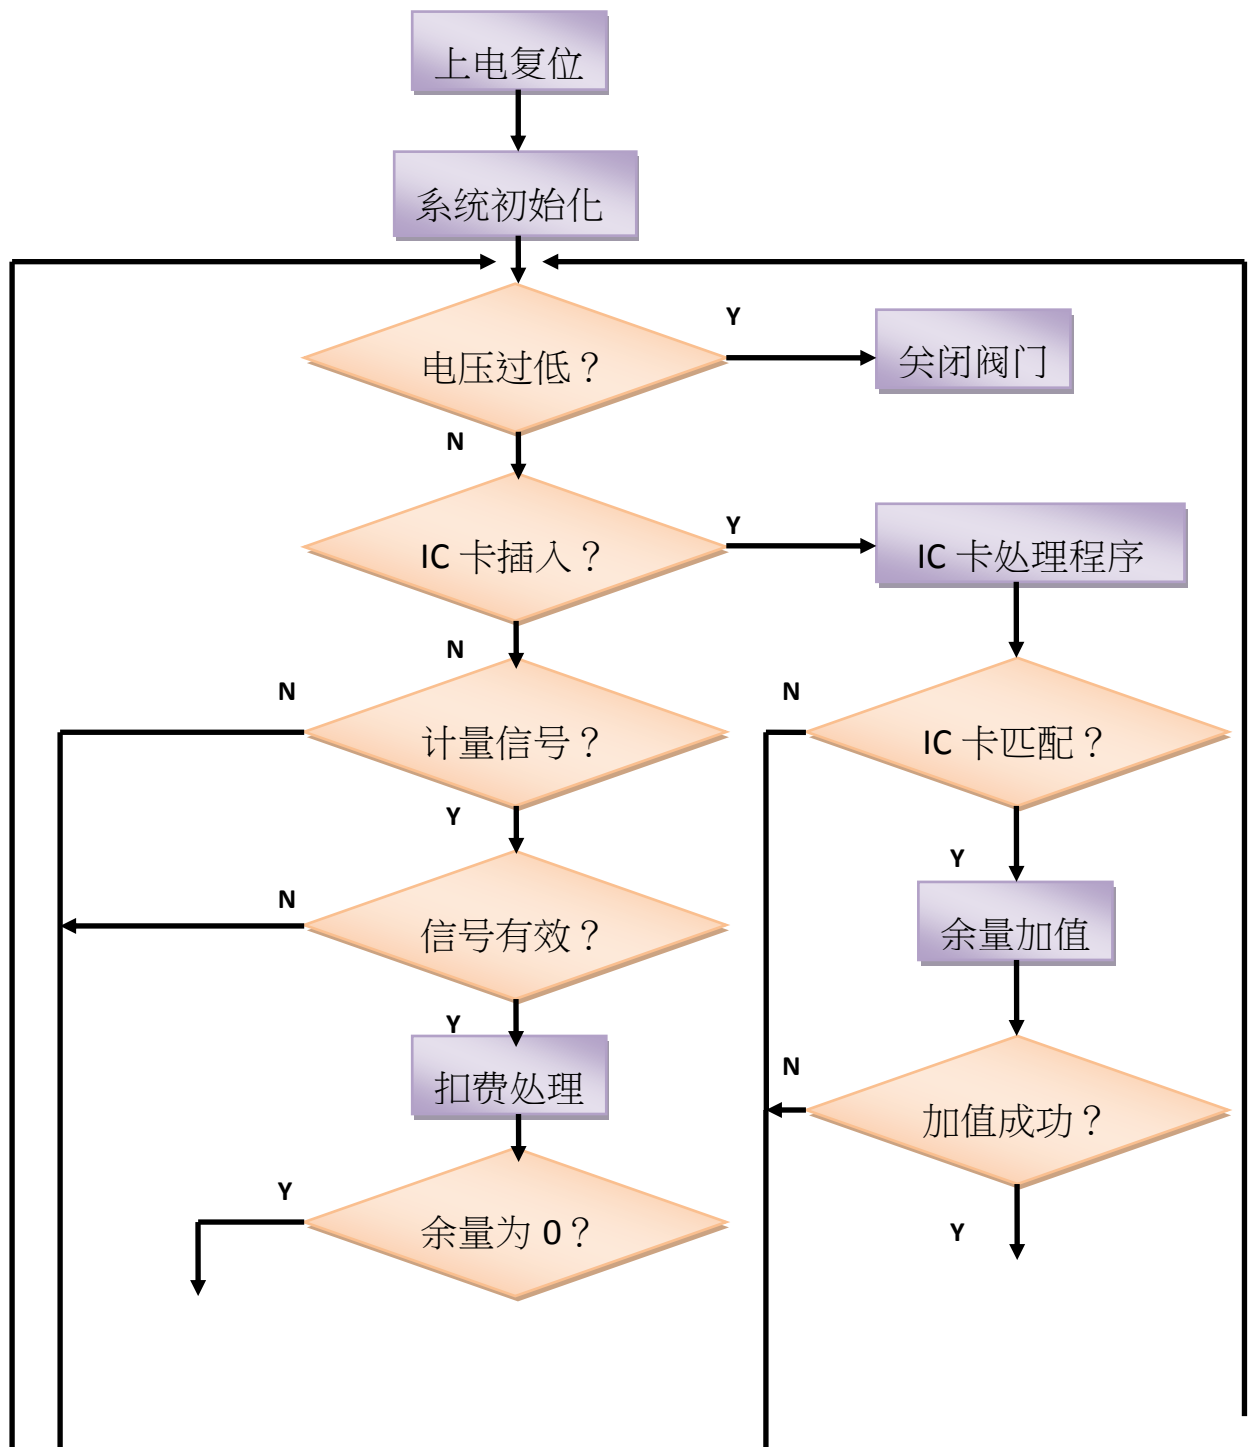 上电复位
系统初始化
电压过低？
Y
关闭阀门
N
IC 卡插入？
Y
IC 卡处理程序
N
计量信号？
N
IC 卡匹配？
N
Y
Y
信号有效？
N
余量加值
Y
扣费处理
加值成功？
N
余量为 0？
Y
Y